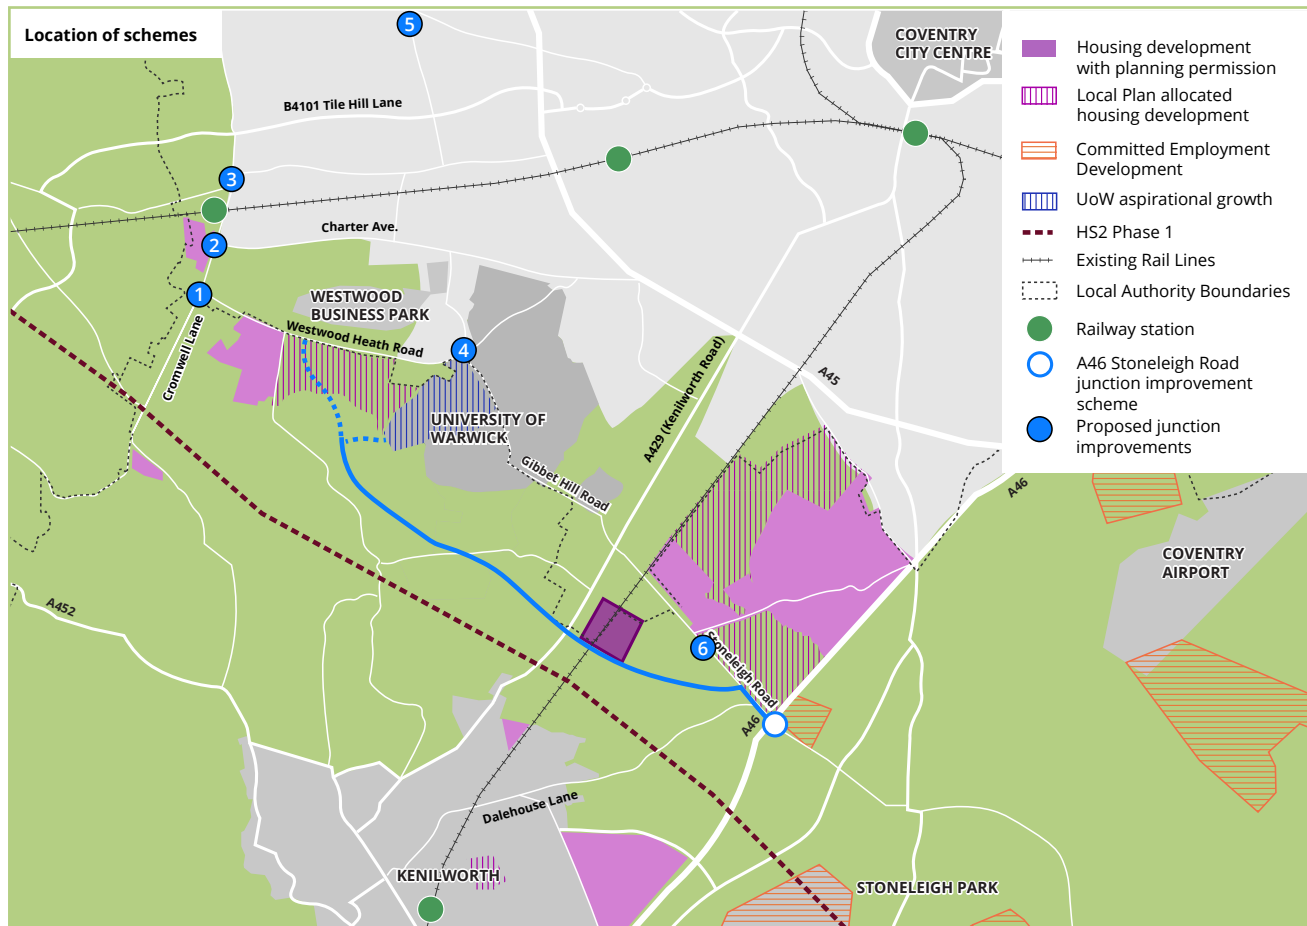 Location of schemes
5
COVENTRY
CITY CENTRE
B4101 Tile Hill Lane
3
Charter Ave.
2
1
WESTWOOD
BUSINESS PARK
Westwood Heath Road
4
Cromwell Lane
A45
A429 (Kenilworth Road)
UNIVERSITY OF
WARWICK
Gibbet Hill Road
A46
COVENTRY
AIRPORT
A452
6
Stoneleigh Road
A46
Dalehouse Lane
KENILWORTH
STONELEIGH PARK
Housing development
with planning permission
Local Plan allocated
housing development
Committed Employment
Development
UoW aspirational growth
HS2 Phase 1
Existing Rail Lines
Local Authority Boundaries
Railway station
A46 Stoneleigh Road
junction improvement
scheme
Proposed junction
improvements